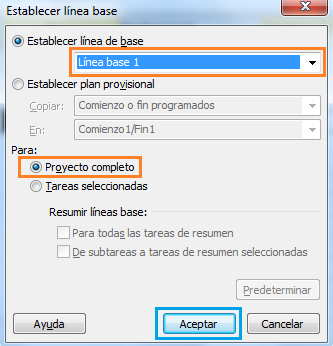 Establecer línea base
Establecer línea de base
Línea base 1
Establecer plan provisional
Copiar: Comienzo o fin programados
En: Comienzo1/Fin1
Para:
Proyecto completo
Tareas seleccionadas
Resumir líneas base:
Para todas las tareas de resumen
De subtareas a tareas de resumen seleccionadas
Predeterminar
Ayuda Aceptar Cancelar